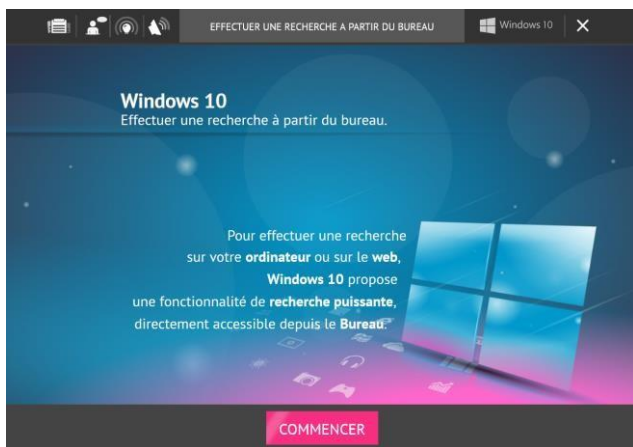 EFFECTUER UNE RECHERCHE A PARTIR DU BUREAU
Windows 10
Windows 10
Effectuer une recherche à partir du bureau.
Pour effectuer une recherche
sur votre ordinateur ou sur le web,
Windows 10 propose
une fonctionnalité de recherche puissante,
directement accessible depuis le Bureau.
COMMENCER